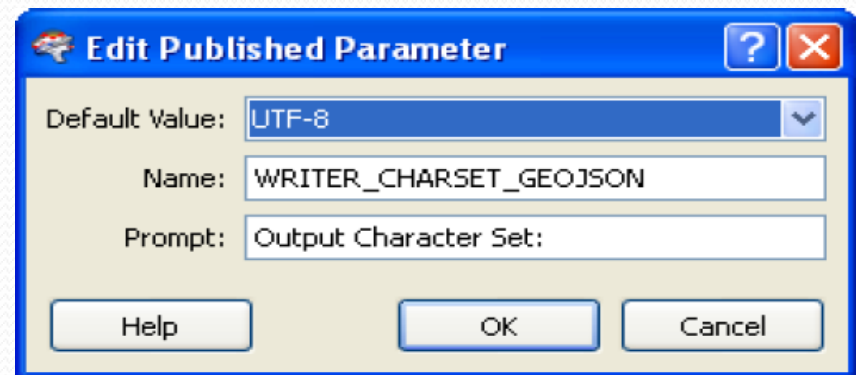 Edit Published Parameter ?
Default Value: UTF-8
Name: WRITER_CHARSET_GEOJSON
Prompt: Output Character Set:
Help OK Cancel